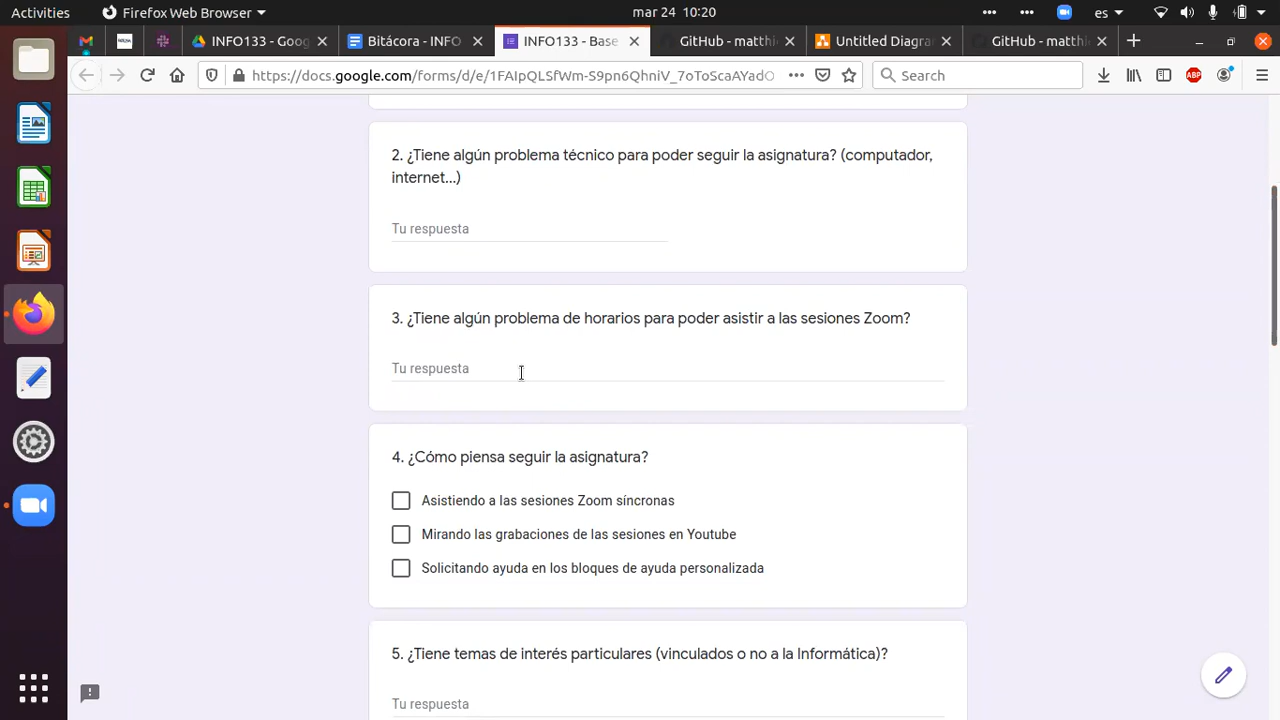 Activities
Firefox Web Browser
mar 24 10:20
es
INFO133 - Goog
Bitácora - INFO
INFO133 - Base
GitHub - matthi
Untitled Diagra
GitHub - matthi
https://docs.google.com/forms/d/e/1FAIpQLSfWm-S9pn6QhniV_7oToScaAYadO
Search
ABP
2. ¿Tiene algún problema técnico para poder seguir la asignatura? (computador,
internet...)
Tu respuesta
3. ¿Tiene algún problema de horarios para poder asistir a las sesiones Zoom?
Tu respuesta
4. ¿Cómo piensa seguir la asignatura?
Asistiendo a las sesiones Zoom síncronas
Mirando las grabaciones de las sesiones en Youtube
Solicitando ayuda en los bloques de ayuda personalizada
5. ¿Tiene temas de interés particulares (vinculados o no a la Informática)?
Tu respuesta